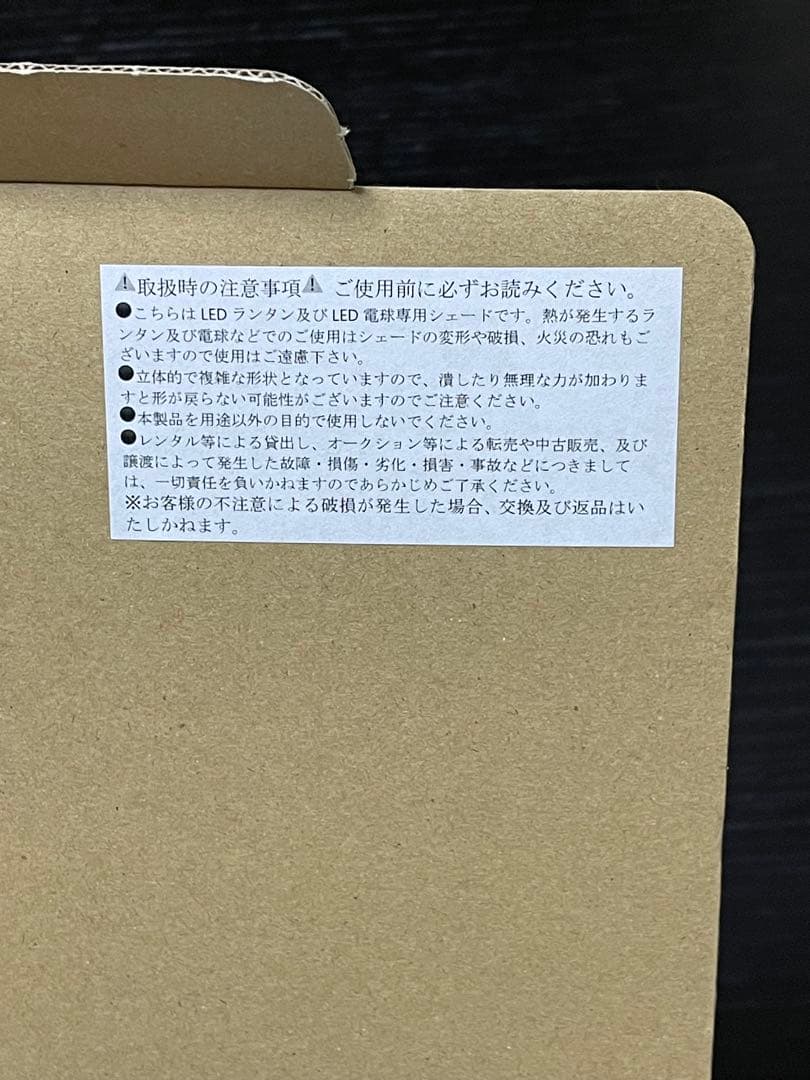 ⚠取扱時の注意事項⚠ ご使用前に必ずお読みください。
●こちらは LED ランタン及び LED 電球専用シェードです。熱が発生するラ
ンタン及び電球などでのご使用はシェードの変形や破損、火災の恐れもご
ざいますので使用はご遠慮下さい。
●立体的で複雑な形状となっていますので、潰したり無理な力が加わりま
すと形が戻らない可能性がございますのでご注意ください。
●本製品を用途以外の目的で使用しないでください。
●レンタル等による貸出し、オークション等による転売や中古販売、及び
譲渡によって発生した故障・損傷・劣化・損害・事故などにつきまして
は、一切責任を負いかねますのであらかじめご了承ください。
※お客様の不注意による破損が発生した場合、交換及び返品はい
たしかねます。